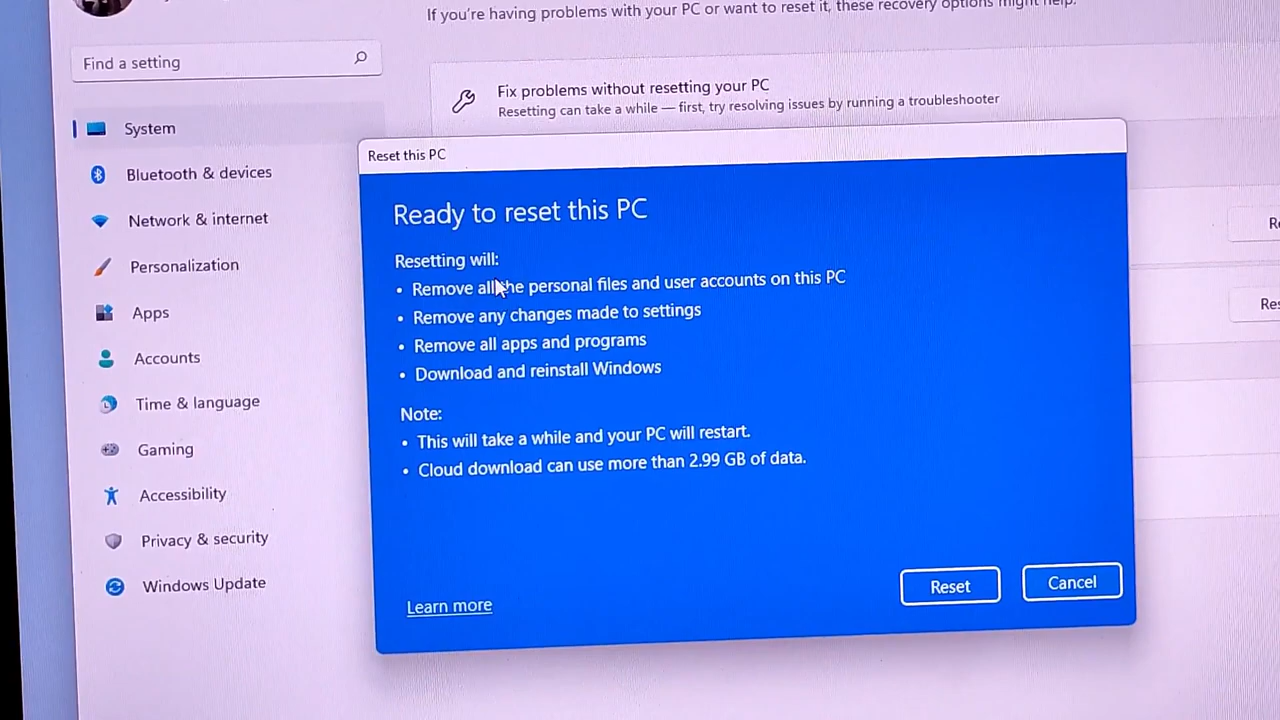 If you're having problems with your PC or want to reset it, these recovery options might help.
Find a setting
Fix problems without resetting your PC
Resetting can take a while — first, try resolving issues by running a troubleshooter
System
Reset this PC
Bluetooth & devices
Network & internet
Personalization
Apps
Accounts
Time & language
Gaming
Accessibility
Privacy & security
Windows Update
Ready to reset this PC
Resetting will:
• Remove all the personal files and user accounts on this PC
• Remove any changes made to settings
• Remove all apps and programs
• Download and reinstall Windows
Note:
• This will take a while and your PC will restart.
• Cloud download can use more than 2.99 GB of data.
Learn more
Reset
Cancel